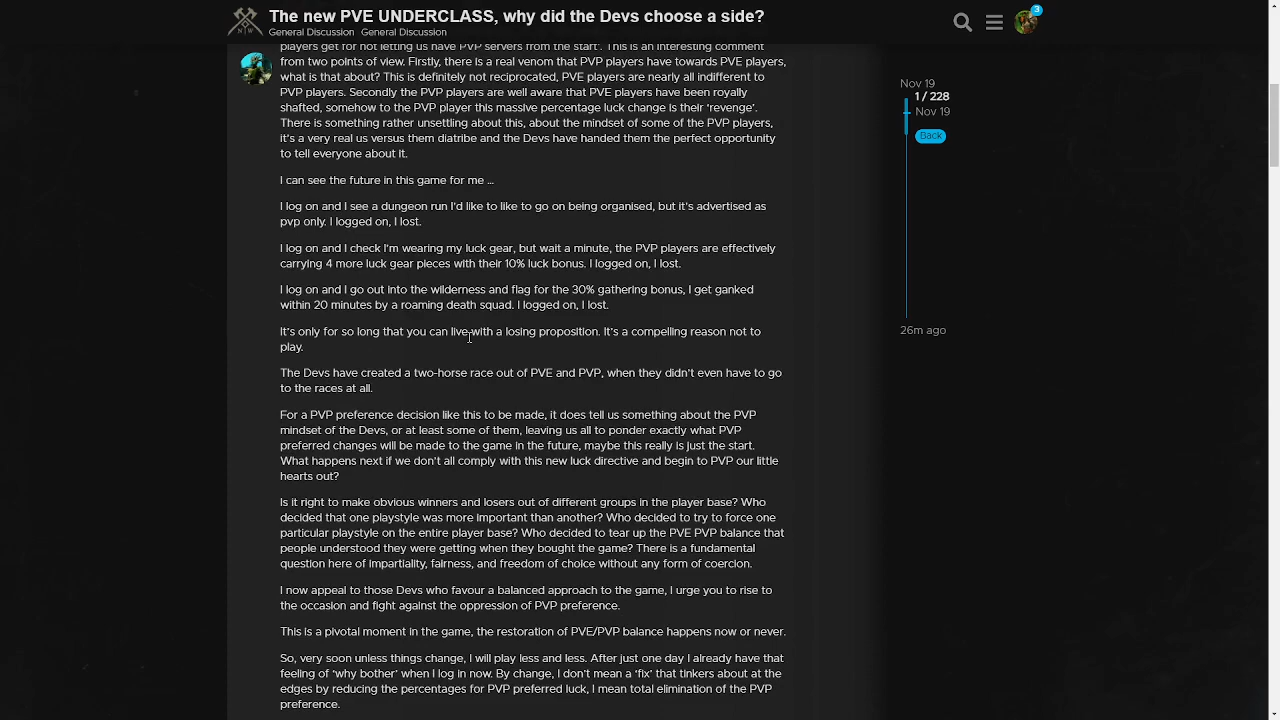 The new PVE UNDERCLASS, why did the Devs choose a side?
General Discussion General Discussion
3
players get for not letting us have PVP servers from the start'. This is an interesting comment
from two points of view. Firstly, there is a real venom that PVP players have towards PVE players,
what is that about? This is definitely not reciprocated, PVE players are nearly all indifferent to
PVP players. Secondly the PVP players are well aware that PVE players have been royally
shafted, somehow to the PVP player this massive percentage luck change is their 'revenge'.
There is something rather unsettling about this, about the mindset of some of the PVP players,
it's a very real us versus them diatribe and the Devs have handed them the perfect opportunity
to tell everyone about it.
I can see the future in this game for me …
I log on and I see a dungeon run I'd like to like to go on being organised, but it's advertised as
pvp only. I logged on, I lost.
I log on and I check I'm wearing my luck gear, but wait a minute, the PVP players are effectively
carrying 4 more luck gear pieces with their 10% luck bonus. I logged on, I lost.
I log on and I go out into the wilderness and flag for the 30% gathering bonus, I get ganked
within 20 minutes by a roaming death squad. I logged on, I lost.
It's only for so long that you can live with a losing proposition. It's a compelling reason not to
play.
The Devs have created a two-horse race out of PVE and PVP, when they didn't even have to go
to the races at all.
For a PVP preference decision like this to be made, it does tell us something about the PVP
mindset of the Devs, or at least some of them, leaving us all to ponder exactly what PVP
preferred changes will be made to the game in the future, maybe this really is just the start.
What happens next if we don't all comply with this new luck directive and begin to PVP our little
hearts out?
Is it right to make obvious winners and losers out of different groups in the player base? Who
decided that one playstyle was more important than another? Who decided to try to force one
particular playstyle on the entire player base? Who decided to tear up the PVE PVP balance that
people understood they were getting when they bought the game? There is a fundamental
question here of impartiality, fairness, and freedom of choice without any form of coercion.
I now appeal to those Devs who favour a balanced approach to the game, I urge you to rise to
the occasion and fight against the oppression of PVP preference.
This is a pivotal moment in the game, the restoration of PVE/PVP balance happens now or never.
So, very soon unless things change, I will play less and less. After just one day I already have that
feeling of 'why bother' when I log in now. By change, I don't mean a 'fix' that tinkers about at the
edges by reducing the percentages for PVP preferred luck, I mean total elimination of the PVP
preference.
Nov 19
1 / 228
Nov 19
Back
26m ago